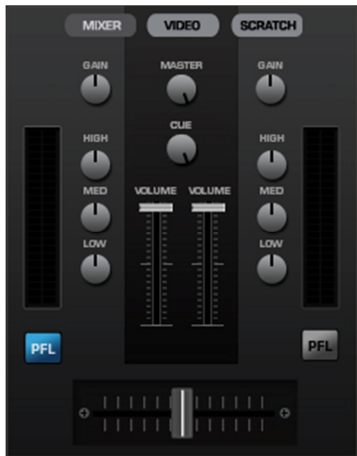 MIXER VIDEO SCRATCH
GAIN MASTER GAIN
CUE
HIGH HIGH
MED MED
VOLUME VOLUME
LOW LOW
PFL PFL